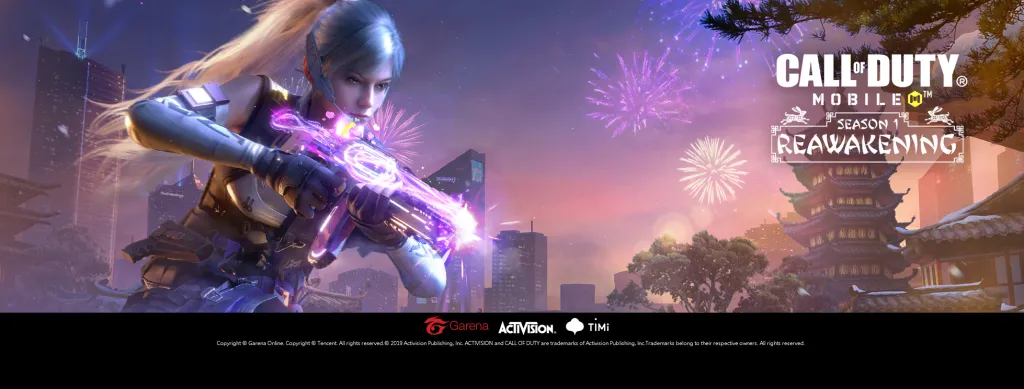 CALL OF DUTY®
MOBILE M™
SEASON 1
REAWAKENING
Garena ACTIVISION. TiMi
Copyright © Garena Online. Copyright © Tencent. All rights reserved.© 2019 Activision Publishing, Inc. ACTIVISION and CALL OF DUTY are trademarks of Activision Publishing, Inc.Trademarks belong to their respective owners. All rights reserved.